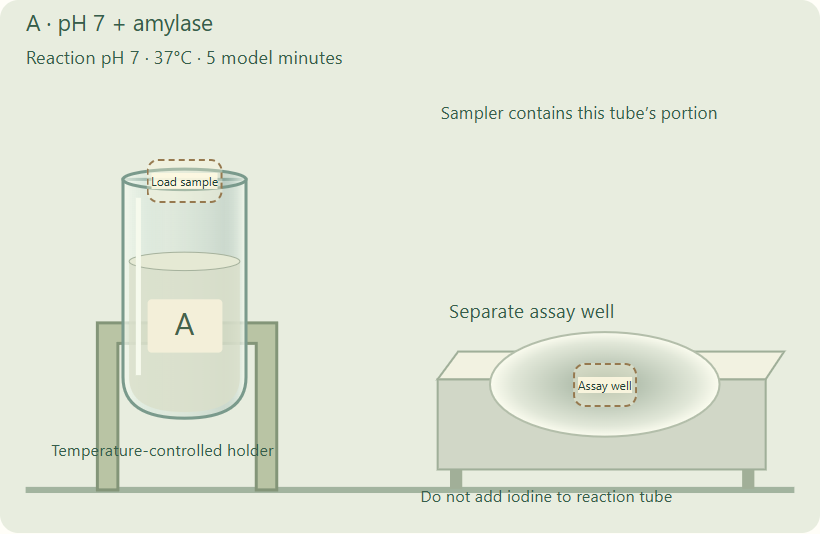 A · pH 7 + amylase
Reaction pH 7 · 37°C · 5 model minutes
Sampler contains this tube’s portion
Load sample
A
Separate assay well
Assay well
Temperature-controlled holder
Do not add iodine to reaction tube